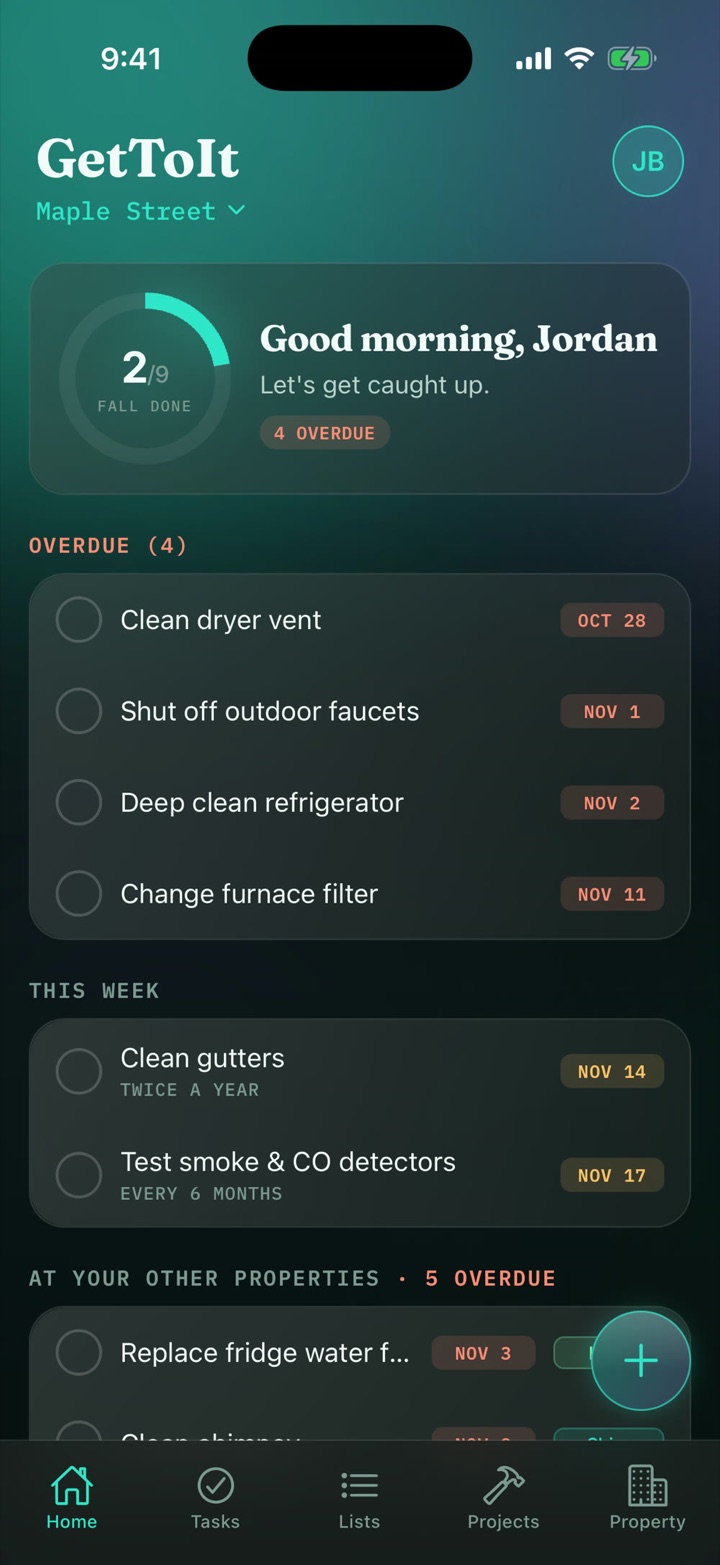 9:41
GetToIt
JB
Maple Street
2/9
FALL DONE
Good morning, Jordan
Let's get caught up.
4 OVERDUE
OVERDUE (4)
Clean dryer vent
OCT 28
Shut off outdoor faucets
NOV 1
Deep clean refrigerator
NOV 2
Change furnace filter
NOV 11
THIS WEEK
Clean gutters
NOV 14
TWICE A YEAR
Test smoke & CO detectors
NOV 17
EVERY 6 MONTHS
AT YOUR OTHER PROPERTIES · 5 OVERDUE
Replace fridge water f...
NOV 3
Clean chimney
Home
Tasks
Lists
Projects
Property